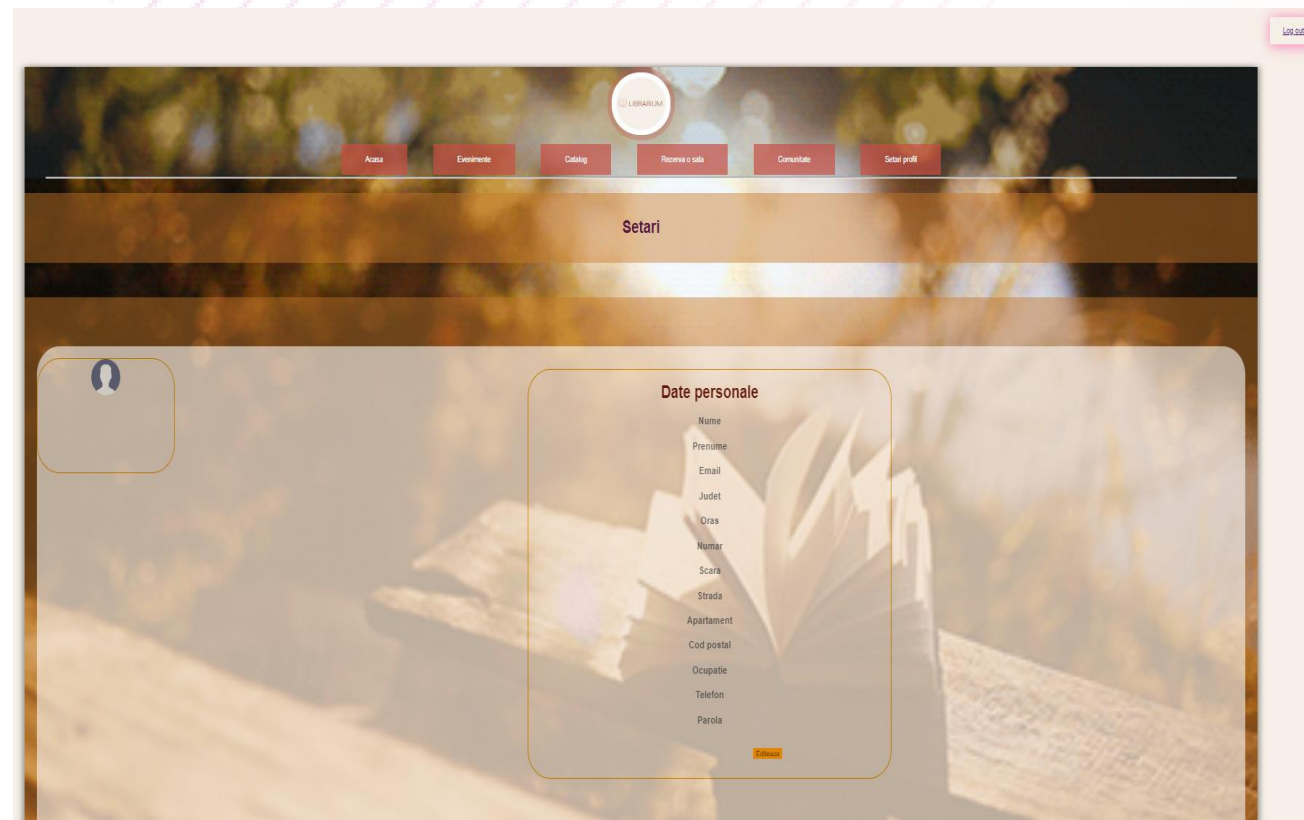 Log out
LIBRARIUM
Acasa Evenimente Catalog Rezerva o sala Comunitate Setari profil
Setari
Date personale
Nume
Prenume
Email
Judet
Oras
Numar
Scara
Strada
Apartament
Cod postal
Ocupatie
Telefon
Parola
Editeaza